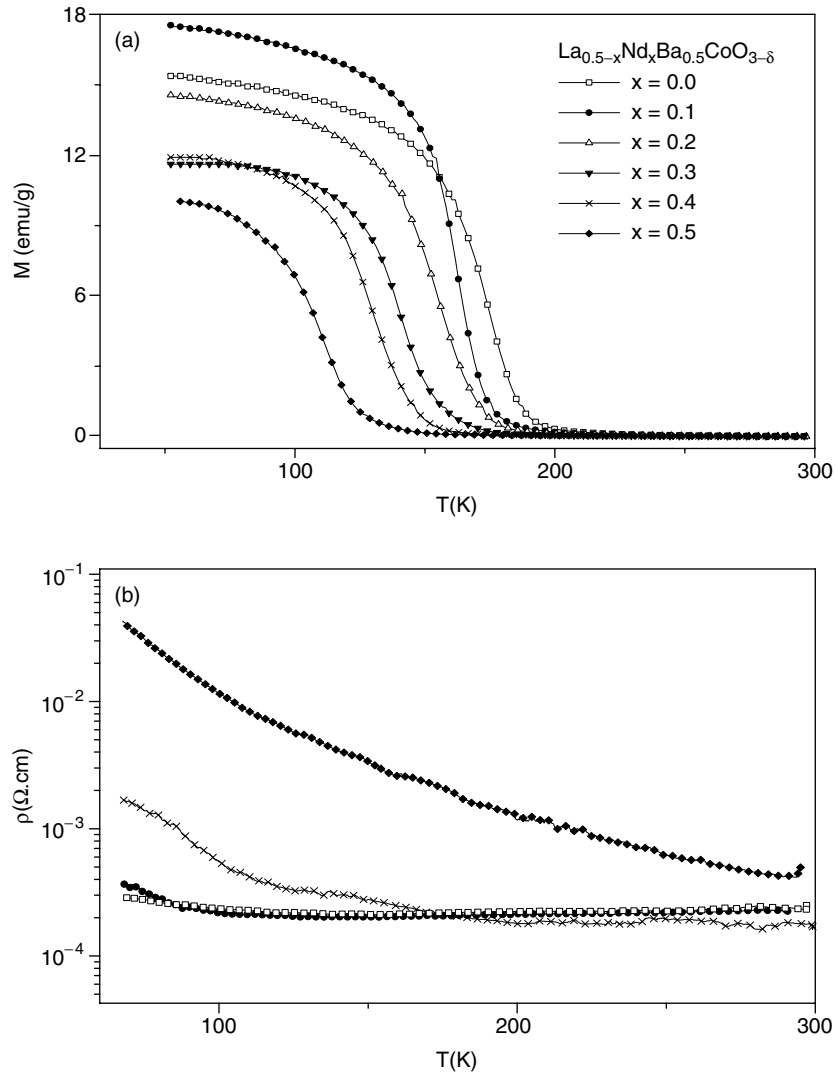 18
(a)
La₀.₅₋ₓNdₓBa₀.₅CoO₃₋δ
x = 0.0
x = 0.1
x = 0.2
x = 0.3
x = 0.4
x = 0.5
12
6
0
M (emu/g)
100
200
300
T(K)
(b)
10⁻¹
10⁻²
10⁻³
10⁻⁴
ρ(Ω.cm)
100
200
300
T(K)